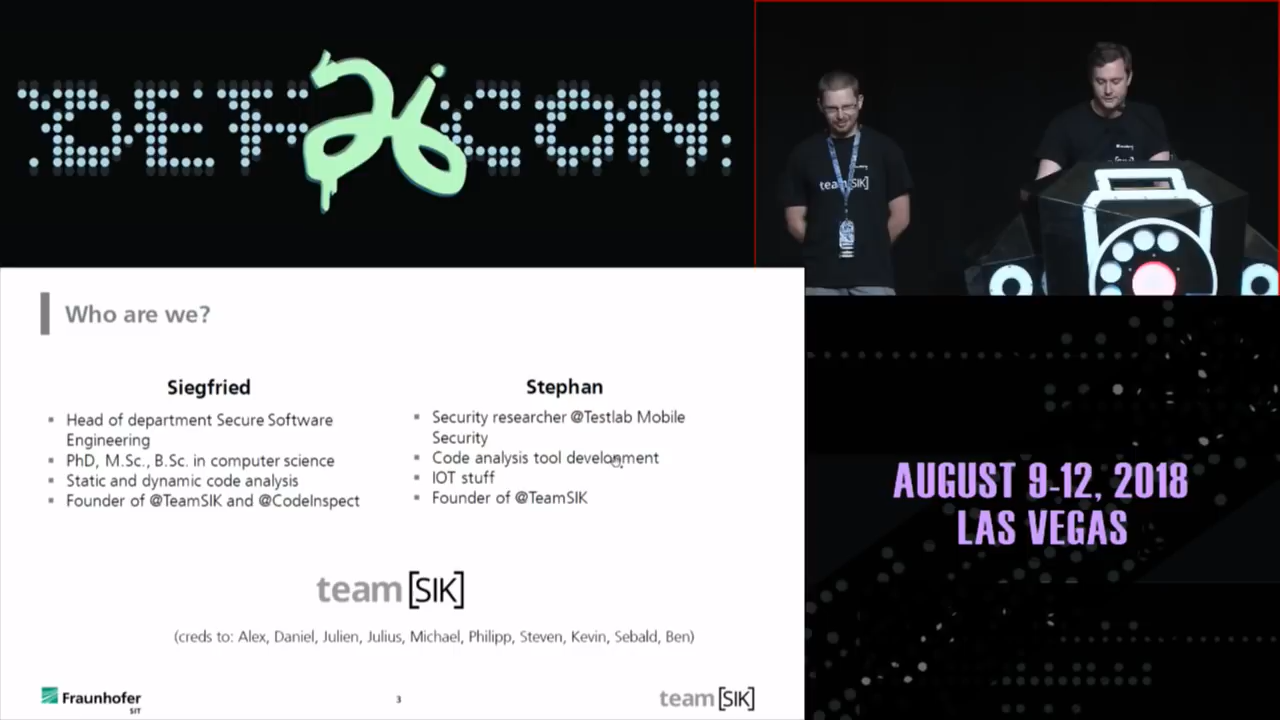 DEFCON
26
team[SIK]
Who are we?
Siegfried
Head of department Secure Software
Engineering
PhD, M.Sc., B.Sc. in computer science
Static and dynamic code analysis
Founder of @TeamSIK and @CodeInspect
Stephan
Security researcher @Testlab Mobile
Security
Code analysis tool development
IOT stuff
Founder of @TeamSIK
team[SIK]
(creds to: Alex, Daniel, Julien, Julius, Michael, Philipp, Steven, Kevin, Sebald, Ben)
Fraunhofer
SIT
3
team[SIK]
AUGUST 9-12, 2018
LAS VEGAS